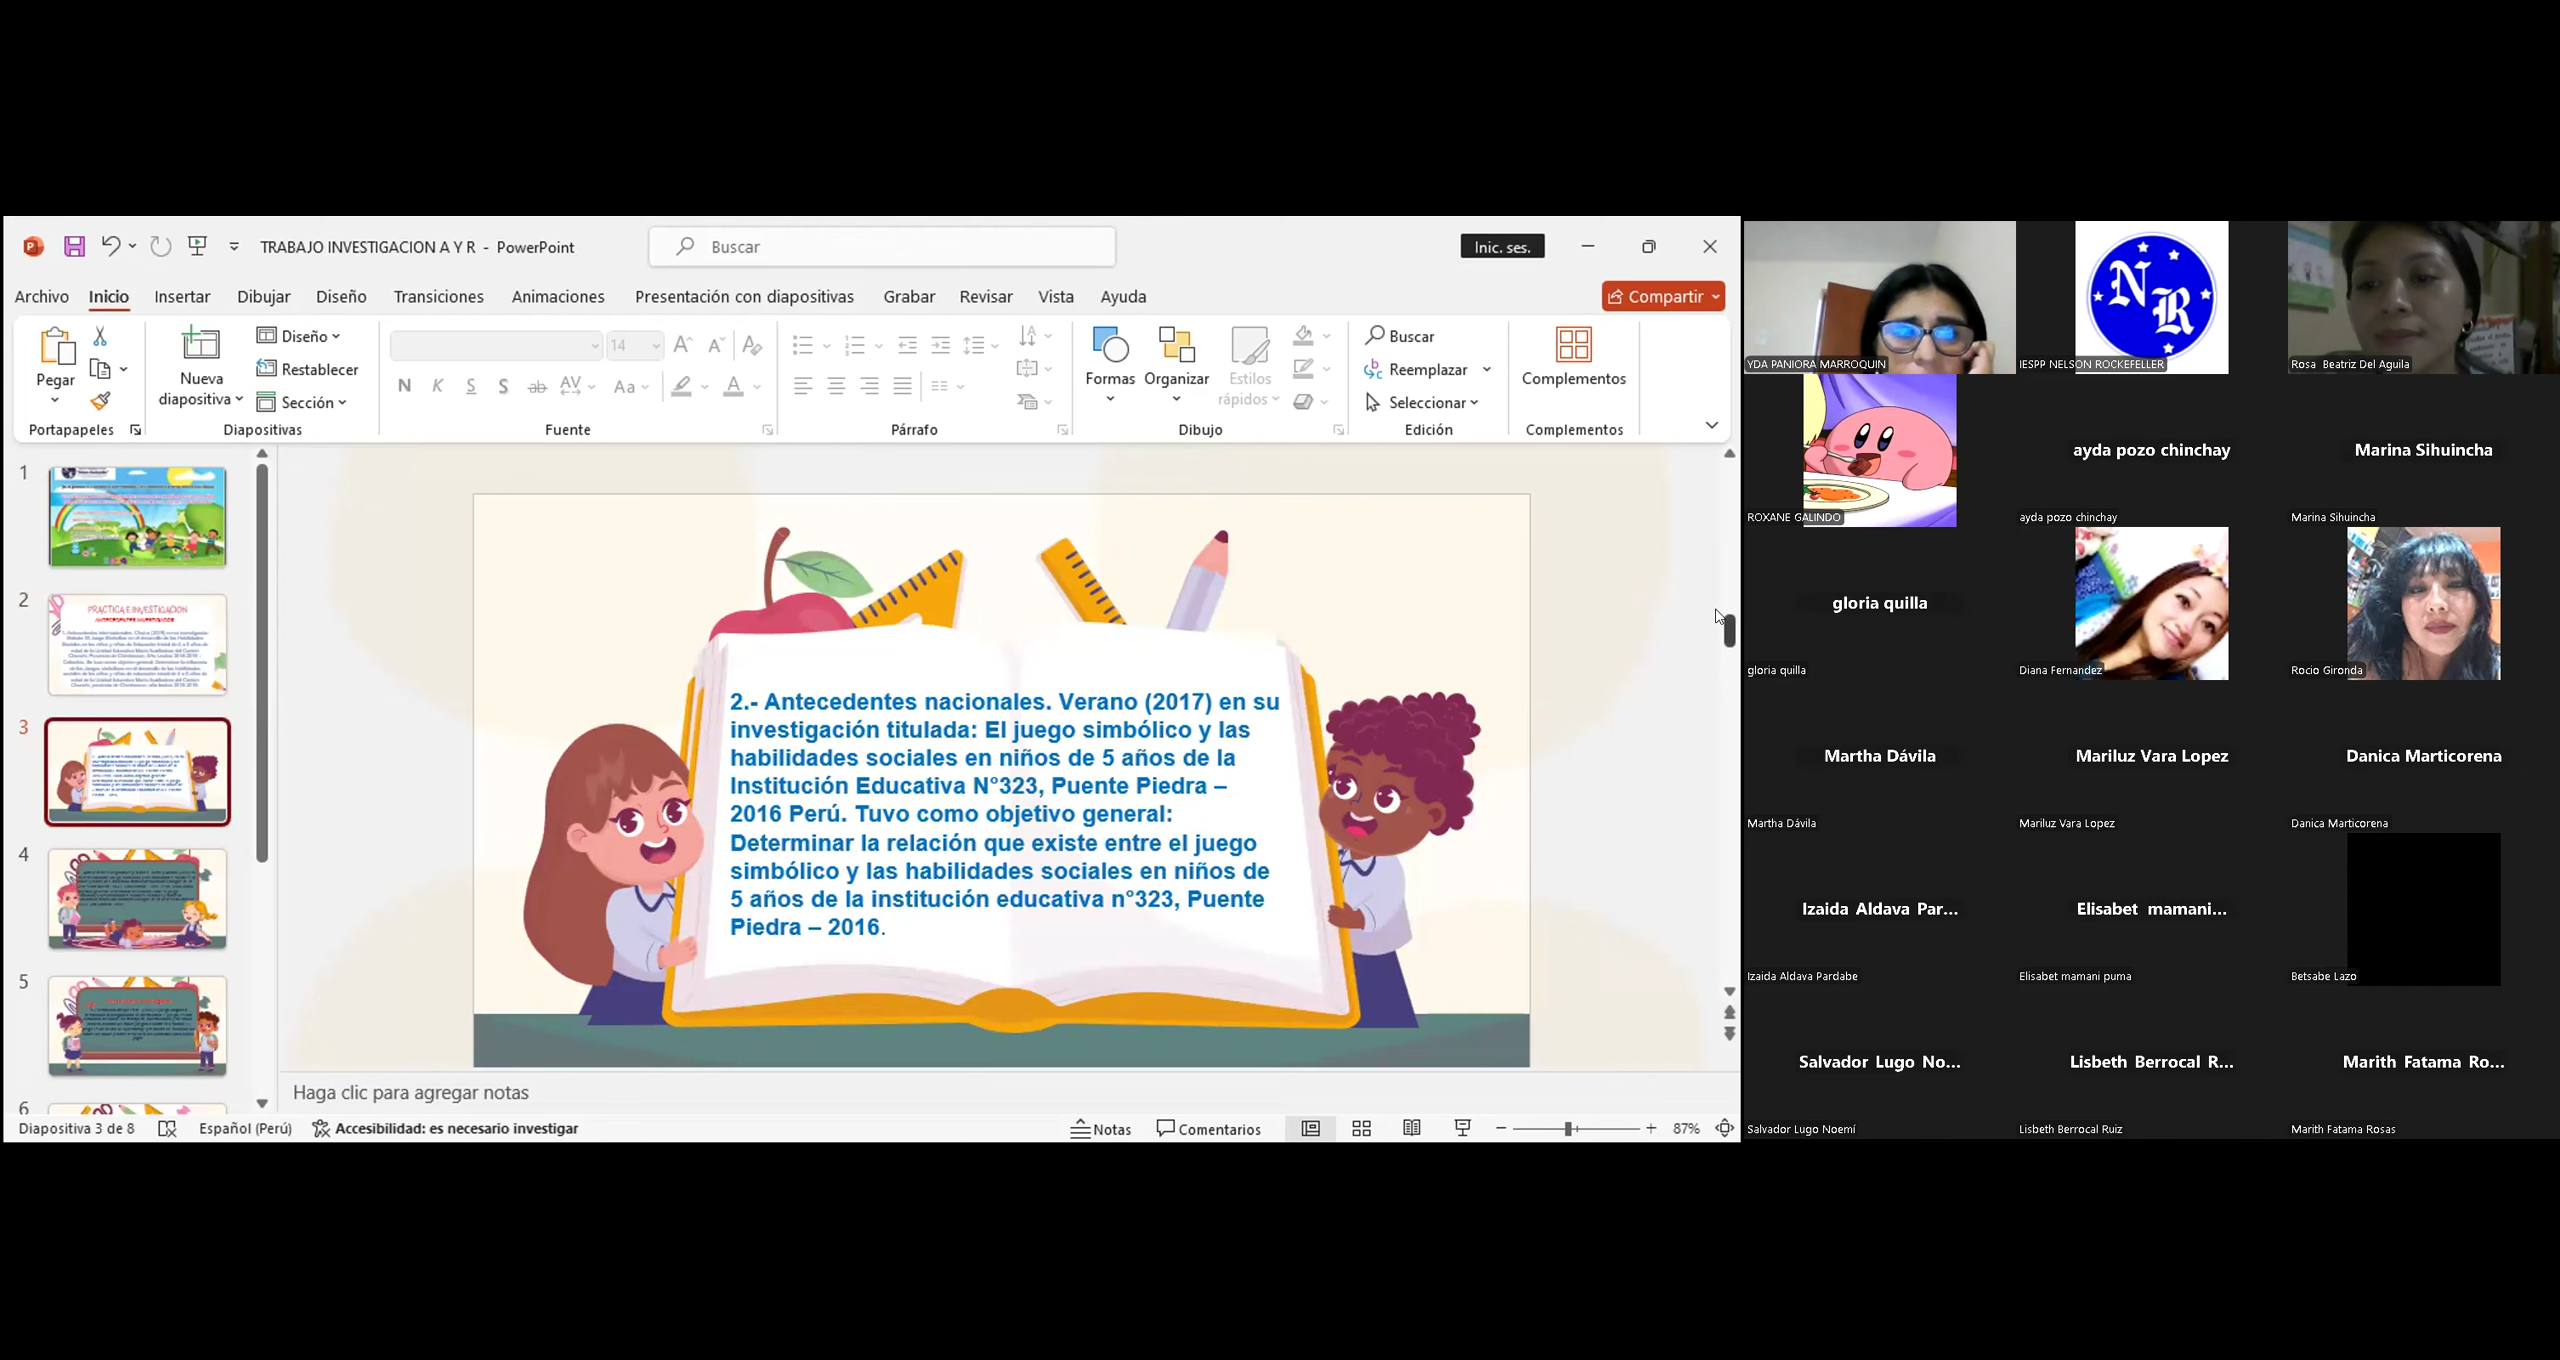 TRABAJO INVESTIGACION A Y R - PowerPoint
Buscar
Inic. ses.
Archivo
Inicio
Insertar
Dibujar
Diseño
Transiciones
Animaciones
Presentación con diapositivas
Grabar
Revisar
Vista
Ayuda
Compartir
Pegar
Portapapeles
Nueva
diapositiva
Diseño
Restablecer
Sección
Diapositivas
14
N K S S ab AV Aa A
Fuente
Párrafo
Formas
Organizar
Estilos
rápidos
Dibujo
Buscar
Reemplazar
Seleccionar
Edición
Complementos
Complementos
1
2
PRACTICA E INVESTIGACION
3
4
5
6
2.- Antecedentes nacionales. Verano (2017) en su
investigación titulada: El juego simbólico y las
habilidades sociales en niños de 5 años de la
Institución Educativa N°323, Puente Piedra –
2016 Perú. Tuvo como objetivo general:
Determinar la relación que existe entre el juego
simbólico y las habilidades sociales en niños de
5 años de la institución educativa n°323, Puente
Piedra – 2016.
Haga clic para agregar notas
Diapositiva 3 de 8
Español (Perú)
Accesibilidad: es necesario investigar
Notas
Comentarios
87%
YDA PANIORA MARROQUIN
NR
IESPP NELSON ROCKEFELLER
Rosa Beatriz Del Aguila
ROXANE GALINDO
ayda pozo chinchay
ayda pozo chinchay
Marina Sihuincha
Marina Sihuincha
gloria quilla
gloria quilla
Diana Fernandez
Rocio Gironda
Martha Dávila
Martha Dávila
Mariluz Vara Lopez
Mariluz Vara Lopez
Danica Marticorena
Danica Marticorena
Izaida Aldava Par...
Izaida Aldava Pardabe
Elisabet mamani...
Elisabet mamani puma
Betsabe Lazo
Salvador Lugo No...
Salvador Lugo Noemí
Lisbeth Berrocal R...
Lisbeth Berrocal Ruiz
Marith Fatama Ro...
Marith Fatama Rosas